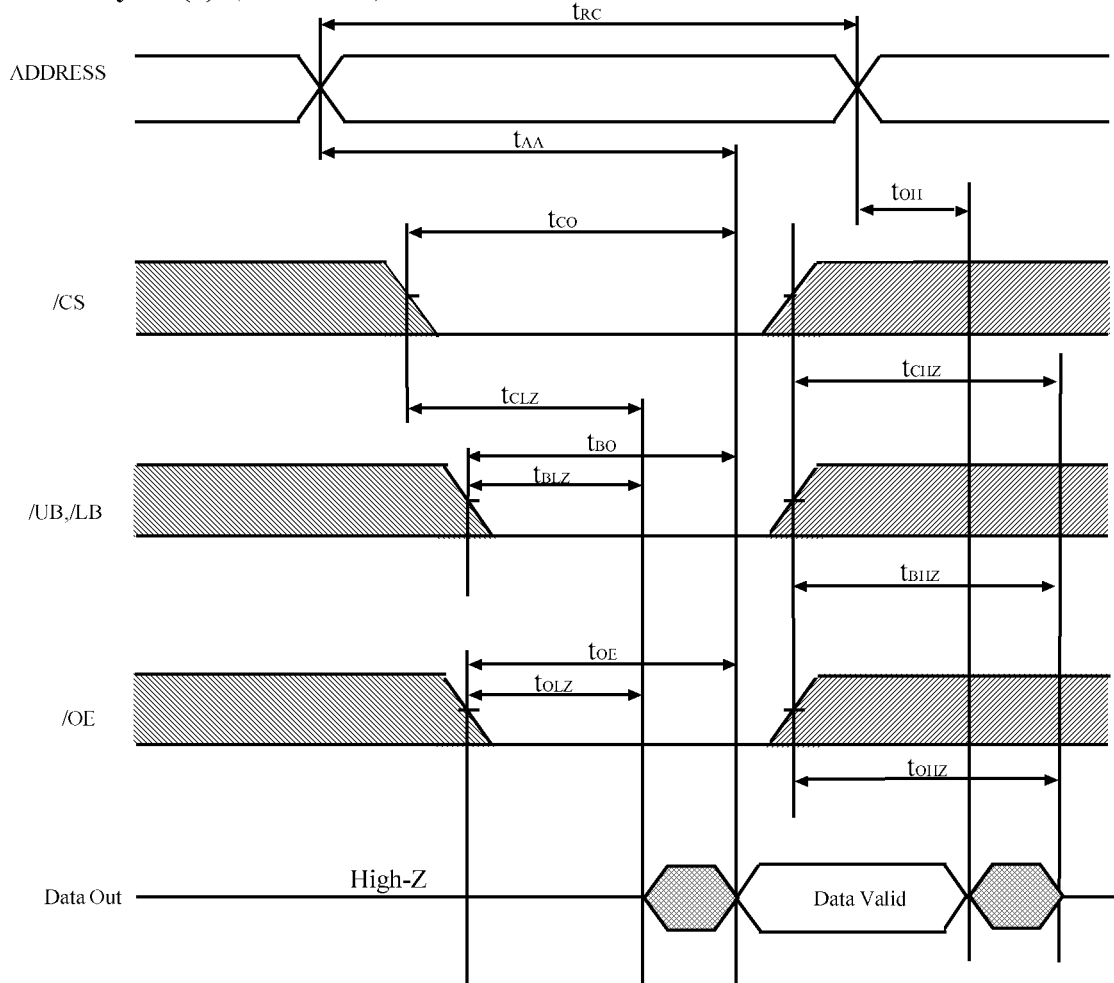 tRC
ADDRESS
tAA
tOH
tCO
/CS
tCHZ
tCLZ
tBO
tBLZ
/UB,/LB
tBHZ
tOE
tOLZ
/OE
tOHZ
High-Z
Data Out
Data Valid